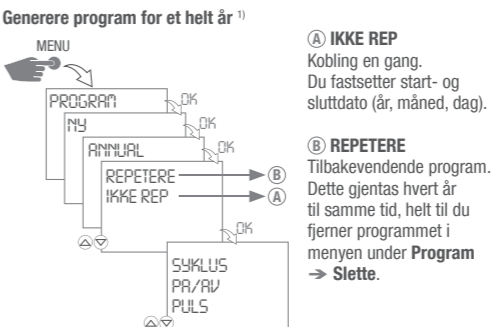 Generere program for et helt år 1)
MENU
PROGRAM
OK
NY
OK
ANNUAL
OK
REPETERE
B
IKKE REP
A
OK
SYKLUS
PA/AV
PULS
A IKKE REP
Kobling en gang.
Du fastsetter start- og
sluttdato (år, måned, dag).
B REPETERE
Tilbakevendende program.
Dette gjentas hvert år
til samme tid, helt til du
fjerner programmet i
menyen under Program
➔ Slette.